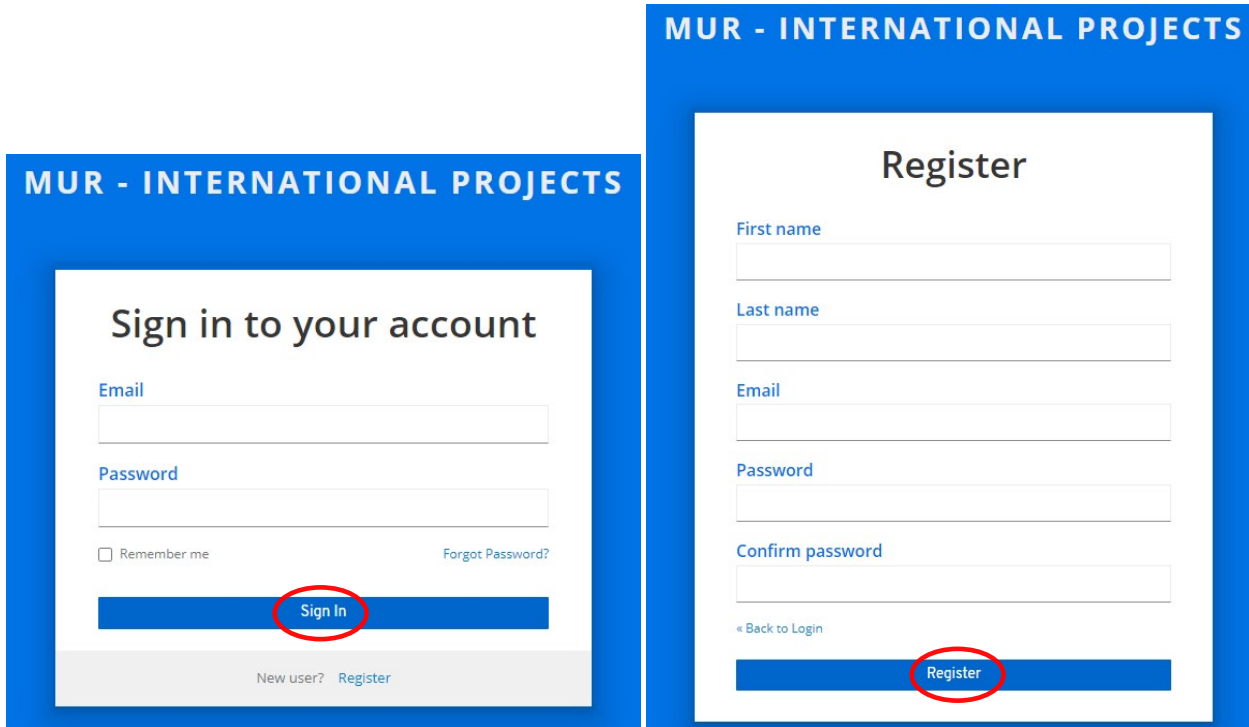 MUR - INTERNATIONAL PROJECTS
Sign in to your account
Email
Password
Remember me
Forgot Password?
Sign In
New user? Register
MUR - INTERNATIONAL PROJECTS
Register
First name
Last name
Email
Password
Confirm password
« Back to Login
Register